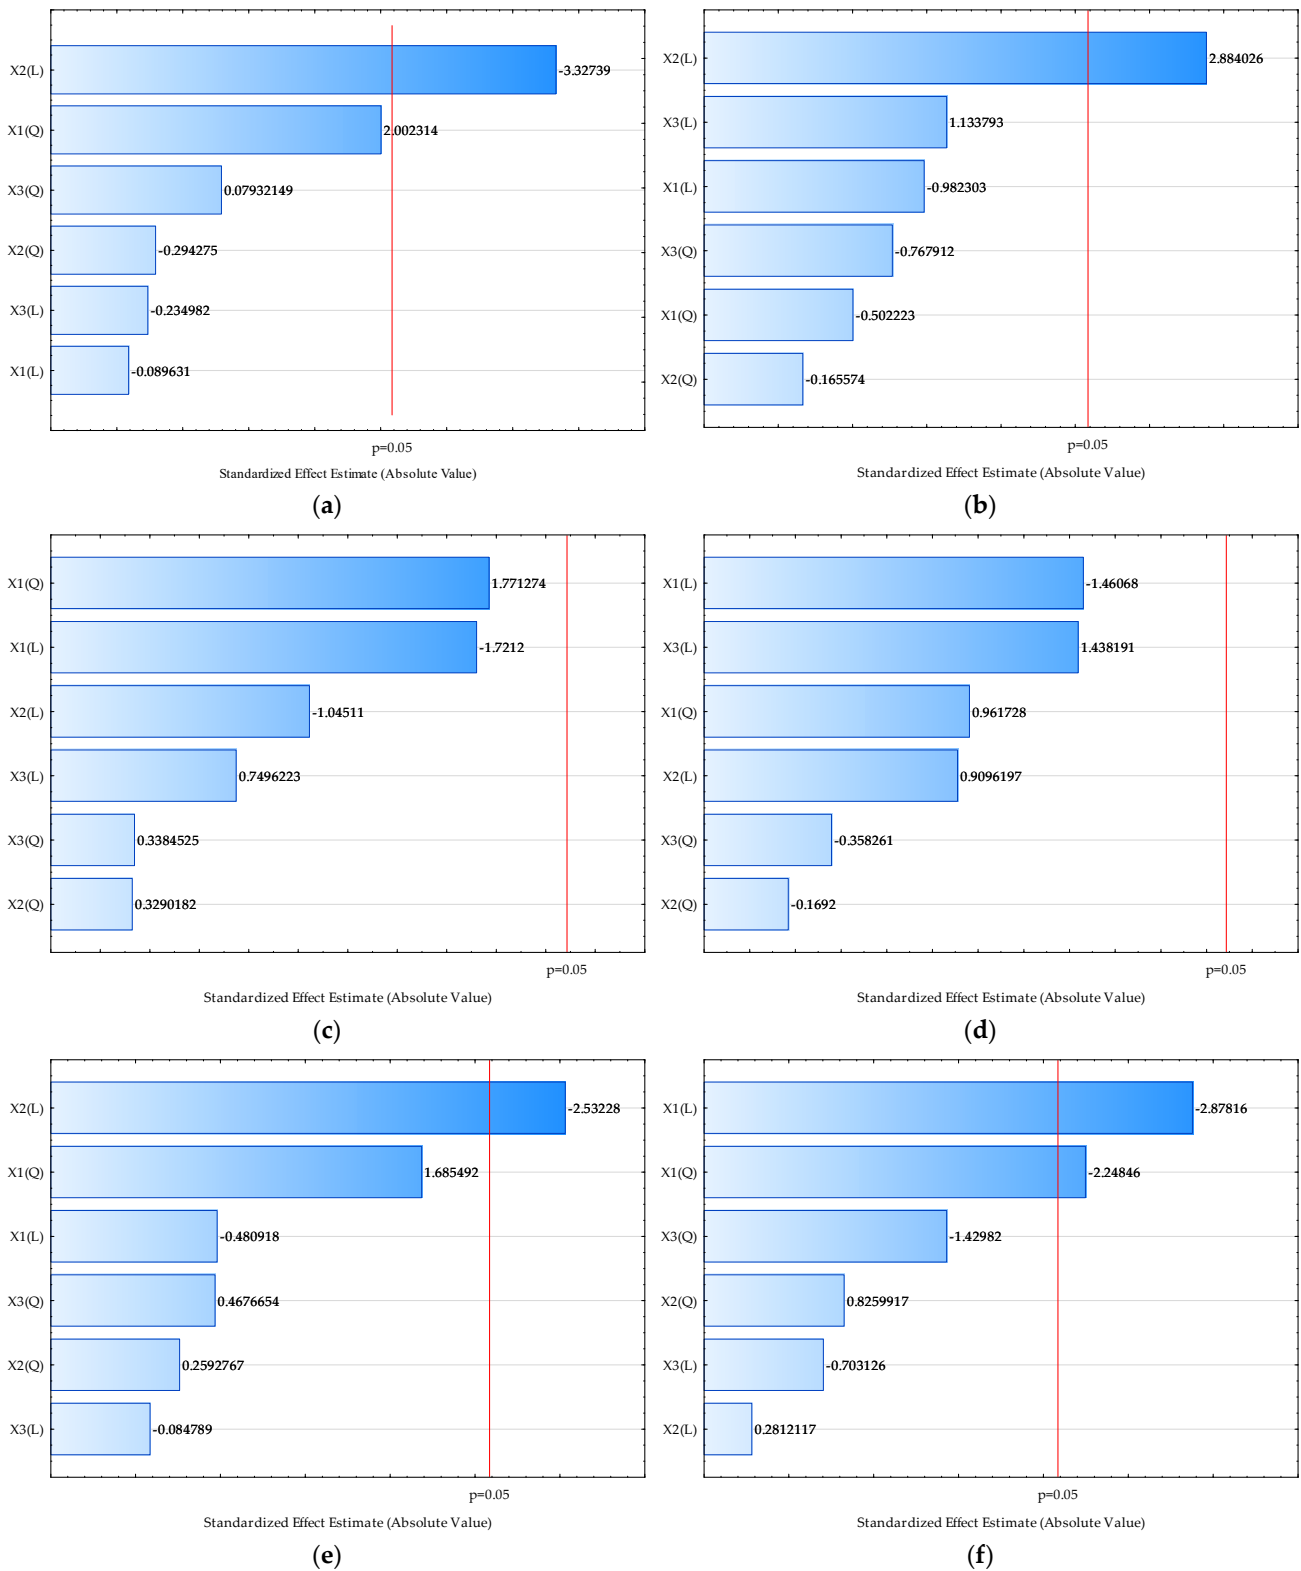 X2(L) -3.32739
X1(Q) 2.002314
X3(Q) 0.07932149
X2(Q) -0.294275
X3(L) -0.234982
X1(L) -0.089631
p=0.05
Standardized Effect Estimate (Absolute Value)
(a)
X2(L) 2.884026
X3(L) 1.133793
X1(L) -0.982303
X3(Q) -0.767912
X1(Q) -0.502223
X2(Q) -0.165574
p=0.05
Standardized Effect Estimate (Absolute Value)
(b)
X1(Q) 1.771274
X1(L) -1.7212
X2(L) -1.04511
X3(L) 0.7496223
X3(Q) 0.3384525
X2(Q) 0.3290182
p=0.05
Standardized Effect Estimate (Absolute Value)
(c)
X1(L) -1.46068
X3(L) 1.438191
X1(Q) 0.961728
X2(L) 0.9096197
X3(Q) -0.358261
X2(Q) -0.1692
p=0.05
Standardized Effect Estimate (Absolute Value)
(d)
X2(L) -2.53228
X1(Q) 1.685492
X1(L) -0.480918
X3(Q) 0.4676654
X2(Q) 0.2592767
X3(L) -0.084789
p=0.05
Standardized Effect Estimate (Absolute Value)
(e)
X1(L) -2.87816
X1(Q) -2.24846
X3(Q) -1.42982
X2(Q) 0.8259917
X3(L) -0.703126
X2(L) 0.2812117
p=0.05
Standardized Effect Estimate (Absolute Value)
(f)